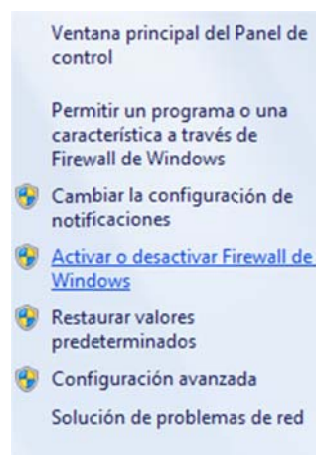 Ventana principal del Panel de
control
Permitir un programa o una
característica a través de
Firewall de Windows
Cambiar la configuración de
notificaciones
Activar o desactivar Firewall de
Windows
Restaurar valores
predeterminados
Configuración avanzada
Solución de problemas de red